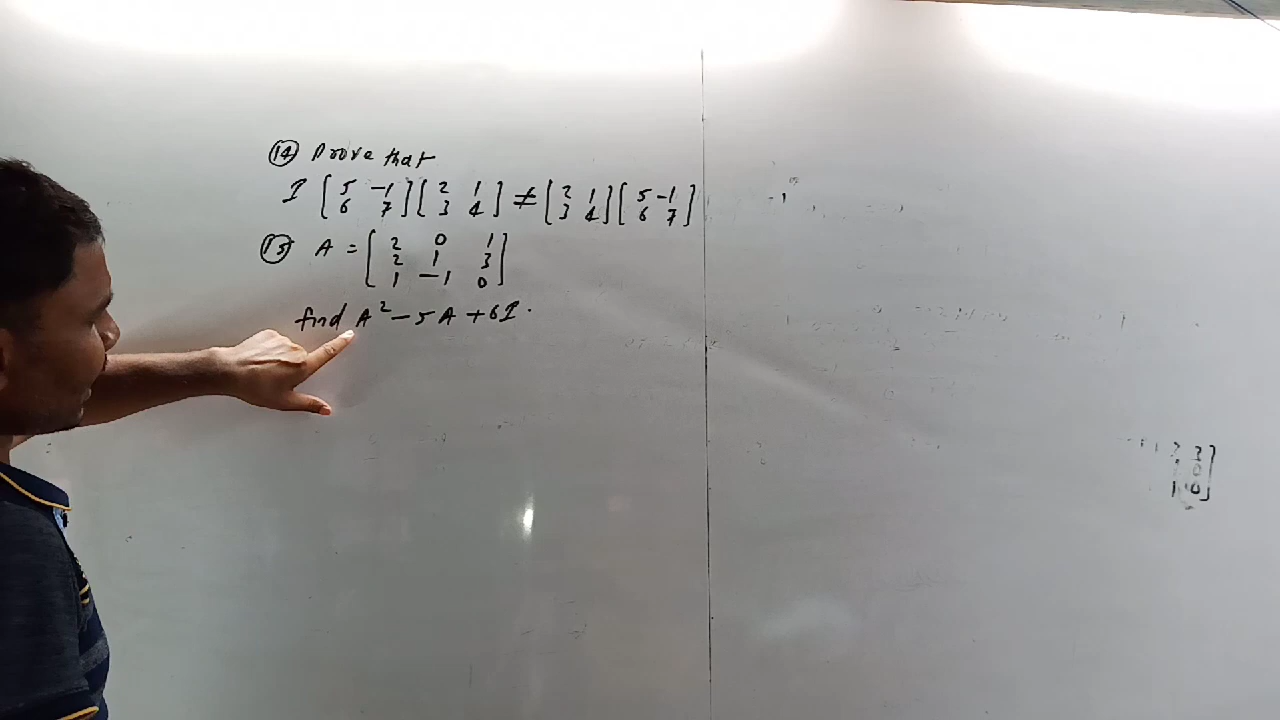 (14) Prove that
I [5 -1 [2 1 ≠ [2 1 [5 -1
6 7] 3 4] 3 4] 6 7]
(15) A = [2 0 1
2 1 3
1 -1 0]
find A² - 5A + 6I.